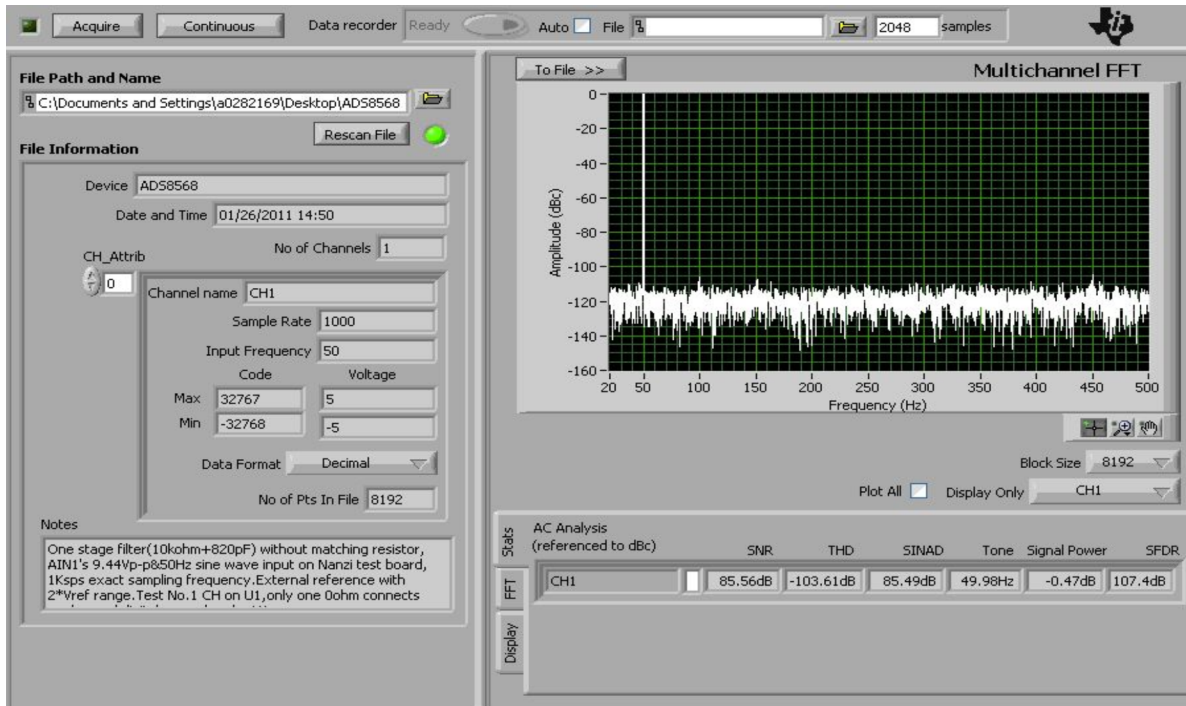 Acquire Continuous Data recorder Ready Auto File 2048 samples
File Path and Name
C:\Documents and Settings\a0282169\Desktop\ADS8568
Rescan File
File Information
Device ADS8568
Date and Time 01/26/2011 14:50
No of Channels 1
CH_Attrib
0
Channel name CH1
Sample Rate 1000
Input Frequency 50
Code Voltage
Max 32767 5
Min -32768 -5
Data Format Decimal
No of Pts In File 8192
Notes
One stage filter(10kohm+820pF) without matching resistor,
AIN1's 9.44Vp-p&50Hz sine wave input on Nanzi test board,
1Ksps exact sampling frequency.External reference with
2*Vref range.Test No.1 CH on U1,only one 0ohm connects
To File >> Multichannel FFT
Amplitude (dBc)
0
-20
-40
-60
-80
-100
-120
-140
-160
20 50 100 150 200 250 300 350 400 450 500
Frequency (Hz)
Block Size 8192
Plot All Display Only CH1
Stats
FFT
Display
AC Analysis
(referenced to dBc) SNR THD SINAD Tone Signal Power SFDR
CH1 85.56dB -103.61dB 85.49dB 49.98Hz -0.47dB 107.4dB